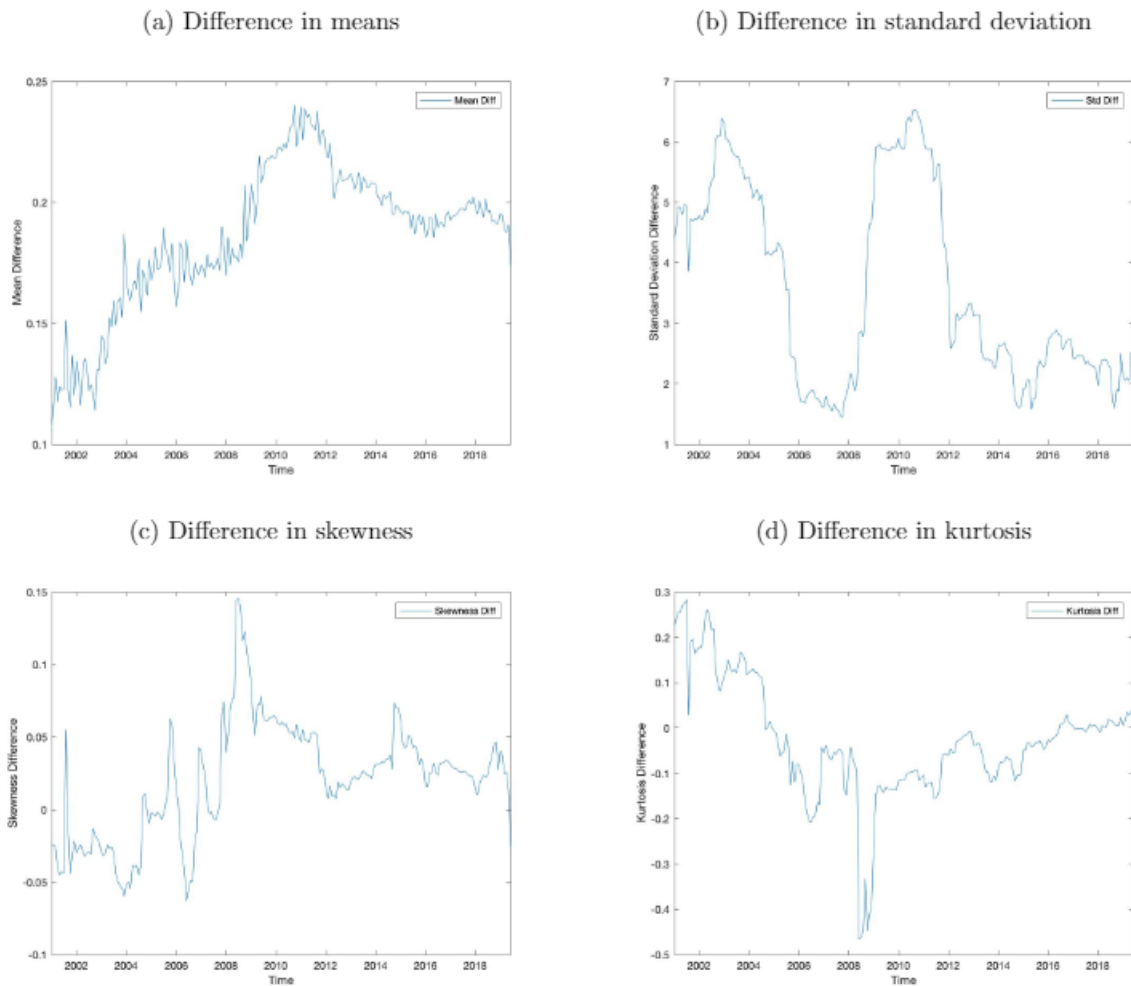 (a) Difference in means
(b) Difference in standard deviation
0.25
Mean Diff
0.2
Mean Difference
0.15
0.1
2002 2004 2006 2008 2010 2012 2014 2016 2018
Time
7
Std Diff
6
5
Standard Deviation Difference
4
3
2
1
2002 2004 2006 2008 2010 2012 2014 2016 2018
Time
(c) Difference in skewness
(d) Difference in kurtosis
0.15
Skewness Diff
0.1
0.05
Skewness Difference
0
-0.05
-0.1
2002 2004 2006 2008 2010 2012 2014 2016 2018
Time
0.3
Kurtosis Diff
0.2
0.1
0
Kurtosis Difference
-0.1
-0.2
-0.3
-0.4
-0.5
2002 2004 2006 2008 2010 2012 2014 2016 2018
Time